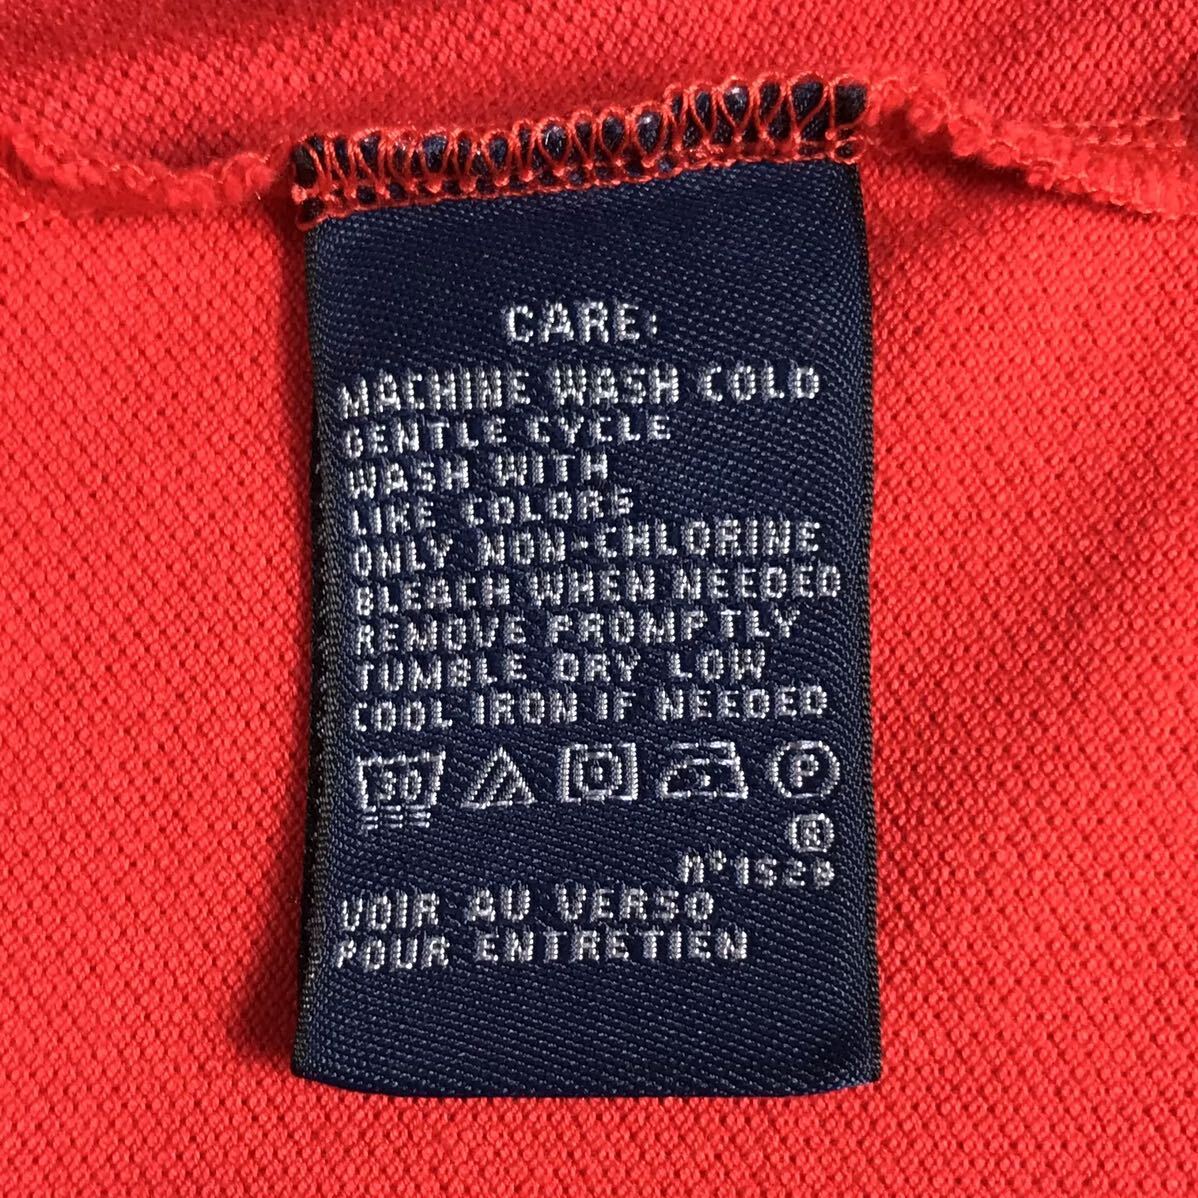 CARE:
MACHINE WASH COLD
GENTLE CYCLE
WASH WITH
LIKE COLORS
ONLY NON-CHLORINE
BLEACH WHEN NEEDED
REMOVE PROMPTLY
TUMBLE DRY LOW
COOL IRON IF NEEDED
30 P
®
n° 1528
VOIR AU VERSO
POUR ENTRETIEN